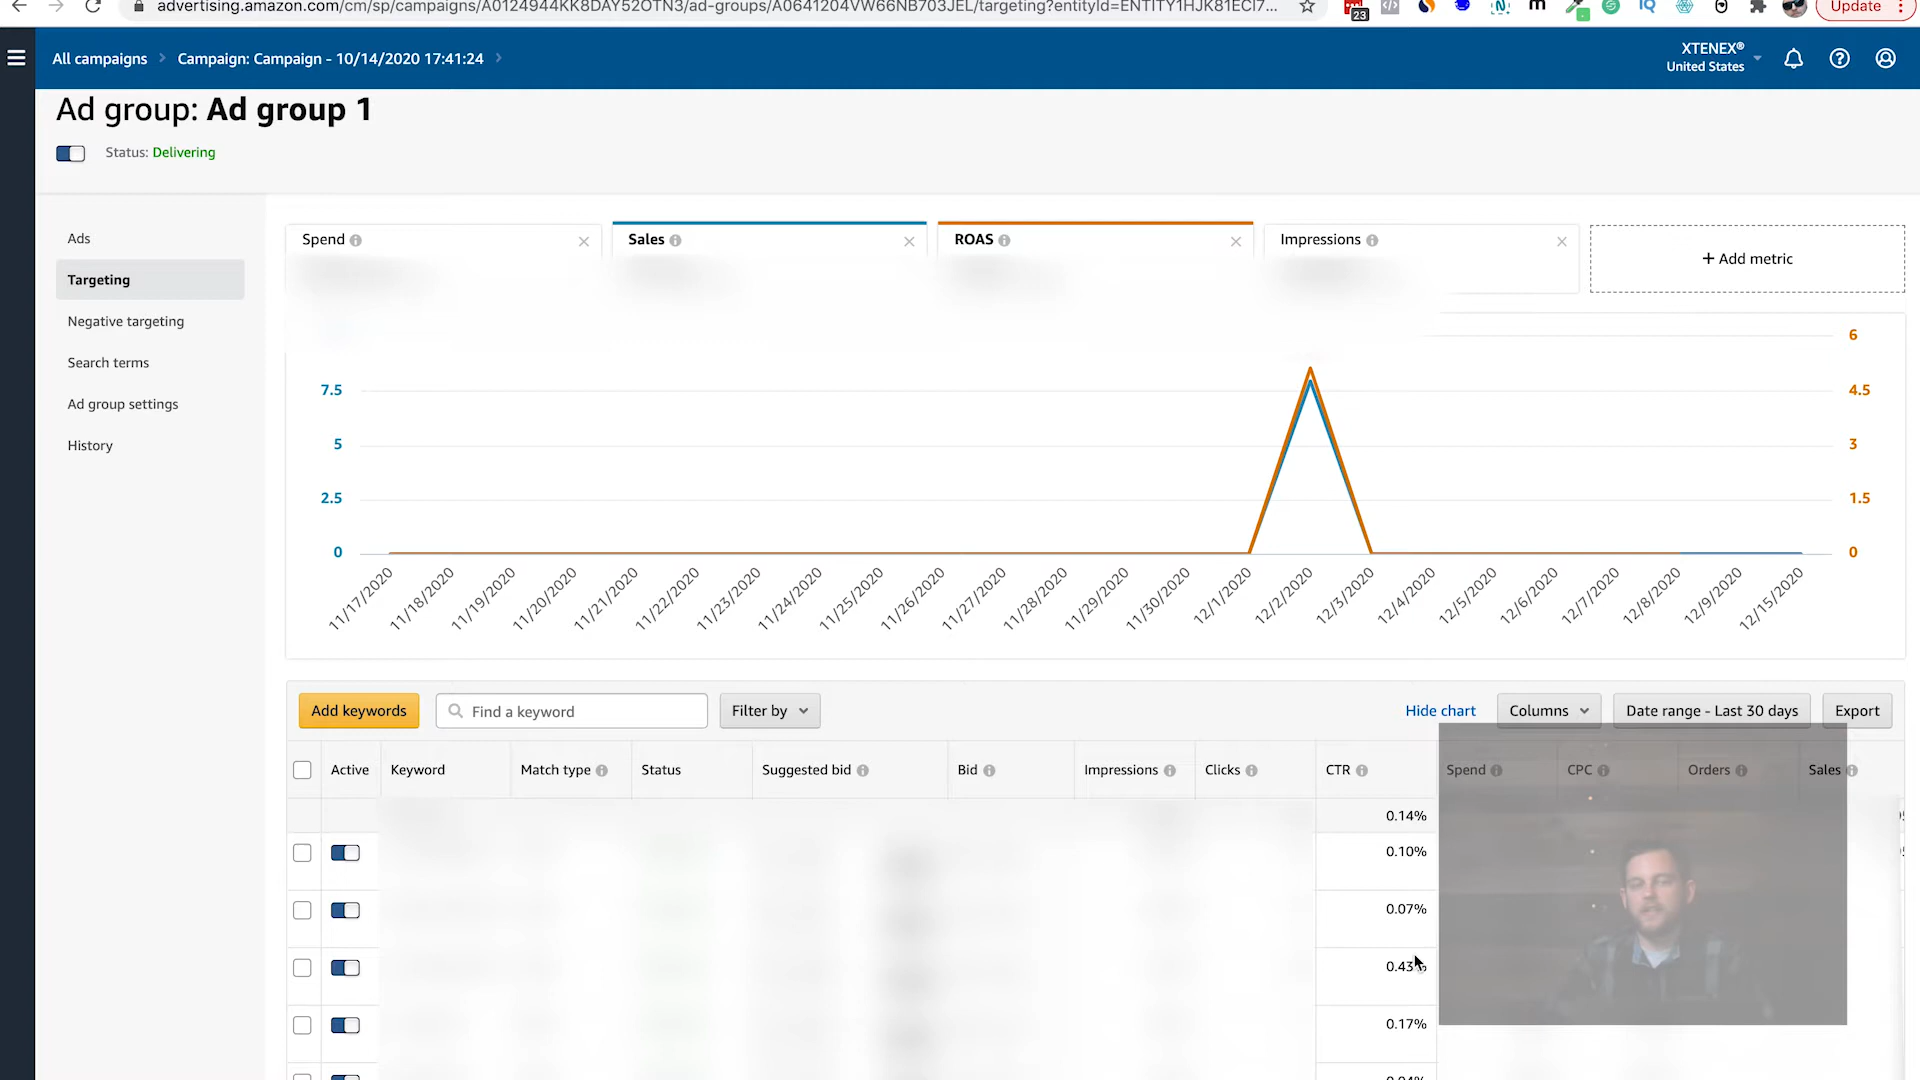 advertising.amazon.com/cm/sp/campaigns/A0124944KK8DAY52OTN3/ad-groups/A0641204VW66NB703JEL/targeting?entityId=ENTITY1HJK81ECI7...
23
Update
All campaigns
Campaign: Campaign - 10/14/2020 17:41:24
XTENEX®
United States
Ad group: Ad group 1
Status: Delivering
Ads
Targeting
Negative targeting
Search terms
Ad group settings
History
Spend
Sales
ROAS
Impressions
+ Add metric
6
7.5
4.5
5
3
2.5
1.5
0
0
11/17/2020
11/18/2020
11/19/2020
11/20/2020
11/21/2020
11/22/2020
11/23/2020
11/24/2020
11/25/2020
11/26/2020
11/27/2020
11/28/2020
11/29/2020
11/30/2020
12/1/2020
12/2/2020
12/3/2020
12/4/2020
12/5/2020
12/6/2020
12/7/2020
12/8/2020
12/9/2020
12/15/2020
Add keywords
Find a keyword
Filter by
Hide chart
Columns
Date range - Last 30 days
Export
Active
Keyword
Match type
Status
Suggested bid
Bid
Impressions
Clicks
CTR
Spend
CPC
Orders
Sales
0.14%
0.10%
0.07%
0.43%
0.17%